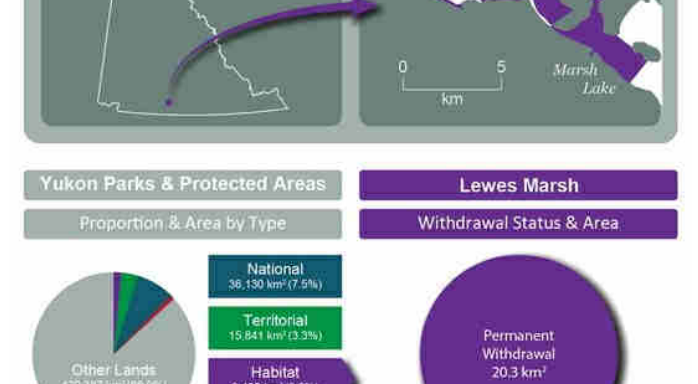 0 5
km
Marsh
Lake
Yukon Parks & Protected Areas
Proportion & Area by Type
Lewes Marsh
Withdrawal Status & Area
National
36,130 km² (7.5%)
Territorial
15,841 km² (3.3%)
Habitat
Other Lands
Permanent
Withdrawal
20.3 km²